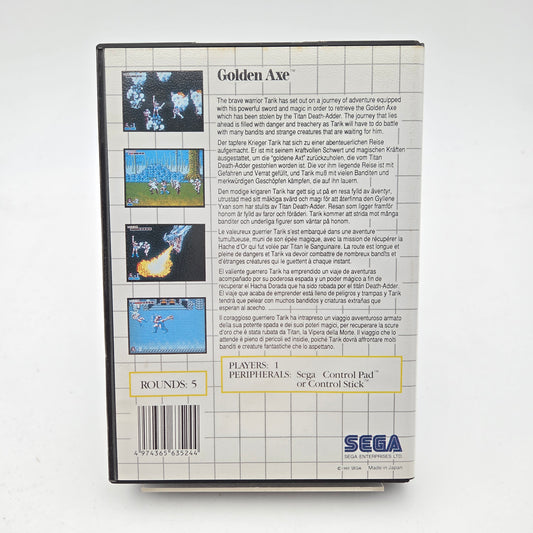 Golden Axe™
The brave warrior Tarik has set out on a journey of adventure equipped
with his powerful sword and magic in order to retrieve the Golden Axe
which has been stolen by the Titan Death-Adder. The journey that lies
ahead is filled with danger and treachery as Tarik will have to do battle
with many bandits and strange creatures that are waiting for him.
Der tapfere Krieger Tarik hat sich zu einer abenteuerlichen Reise
aufgemacht. Er ist mit seinem kraftvollen Schwert und magischen Kräften
ausgestattet, um die "goldene Axt" zurückzuholen, die vom Titan
Death-Adder gestohlen worden ist. Die vor ihm liegende Reise ist mit
Gefahren und Verrat gefüllt, und Tarik muß mit vielen Banditen und
merkwürdigen Geschöpfen kämpfen, die auf ihn lauern.
Den modige krigaren Tarik har gett sig ut på en resa fylld av äventyr,
utrustad med sitt mäktiga svärd och magi för att återfinna den Gyllene
Yxan som har stulits av Titan Death-Adder. Resan som ligger framför
honom är fylld av faror och föräderi. Tarik kommer att strida mot många
banditer och underliga figurer som väntar på honom.
Le valeureux guerrier Tarik s'est embarqué dans une aventure
tumultueuse, muni de son épée magique, avec la mission de récupérer la
Hache d'Or qui fut volée par Titan le Sanguinaire. La route est longue et
pleine de dangers et Tarik va devoir combattre de nombreux bandits et
d'étranges créatures qui le guettent à chaque instant.
El valiente guerrero Tarik ha emprendido un viaje de aventuras
acompañado por su poderosa espada y un poder mágico a fin de
recuperar el Hacha Dorada que ha sido robada por el titán Death-Adder.
El viaje que acaba de emprender está lleno de peligros y trampas y Tarik
tendrá que pelear con muchos bandidos y criaturas extrañas que
esperan al acecho.
Il coraggioso guerriero Tarik ha intrapreso un viaggio avventuroso armato
della sua potente spada e dei suoi poteri magici, per recuperare la scure
d'oro che è stata rubata da Titan, la Vipera della Morte. Il viaggio che lo
attende è pieno di pericoli ed insidie, poiché Tarik dovrà affrontare molti
banditi e creature fantastiche che lo aspettano.
ROUNDS: 5
PLAYERS: 1
PERIPHERALS: Sega Control Pad™
or Control Stick™
4 974365 635244
SEGA
SEGA ENTERPRISES LTD.
© 1991 SEGA Made in Japan